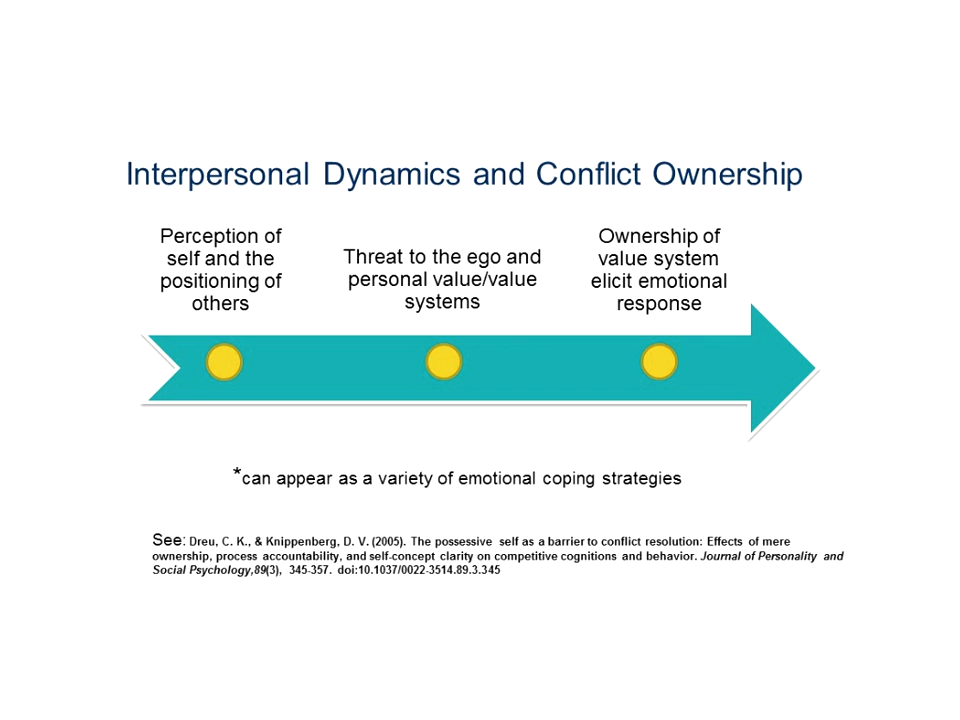 Interpersonal Dynamics and Conflict Ownership
Perception of
self and the
positioning of
others
Threat to the ego and
personal value/value
systems
Ownership of
value system
elicit emotional
response
*can appear as a variety of emotional coping strategies
See: Dreu, C. K., & Knippenberg, D. V. (2005). The possessive self as a barrier to conflict resolution: Effects of mere
ownership, process accountability, and self-concept clarity on competitive cognitions and behavior. Journal of Personality and
Social Psychology,89(3), 345-357. doi:10.1037/0022-3514.89.3.345